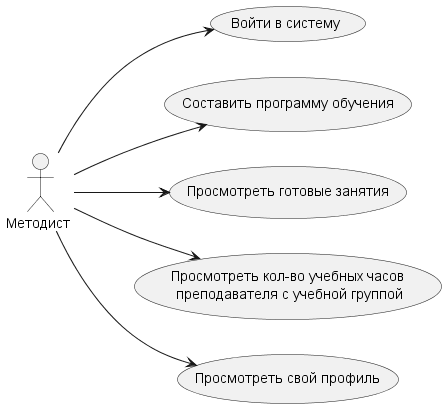 Войти в систему
Составить программу обучения
Методист
Просмотреть готовые занятия
Просмотреть кол-во учебных часов
преподавателя с учебной группой
Просмотреть свой профиль